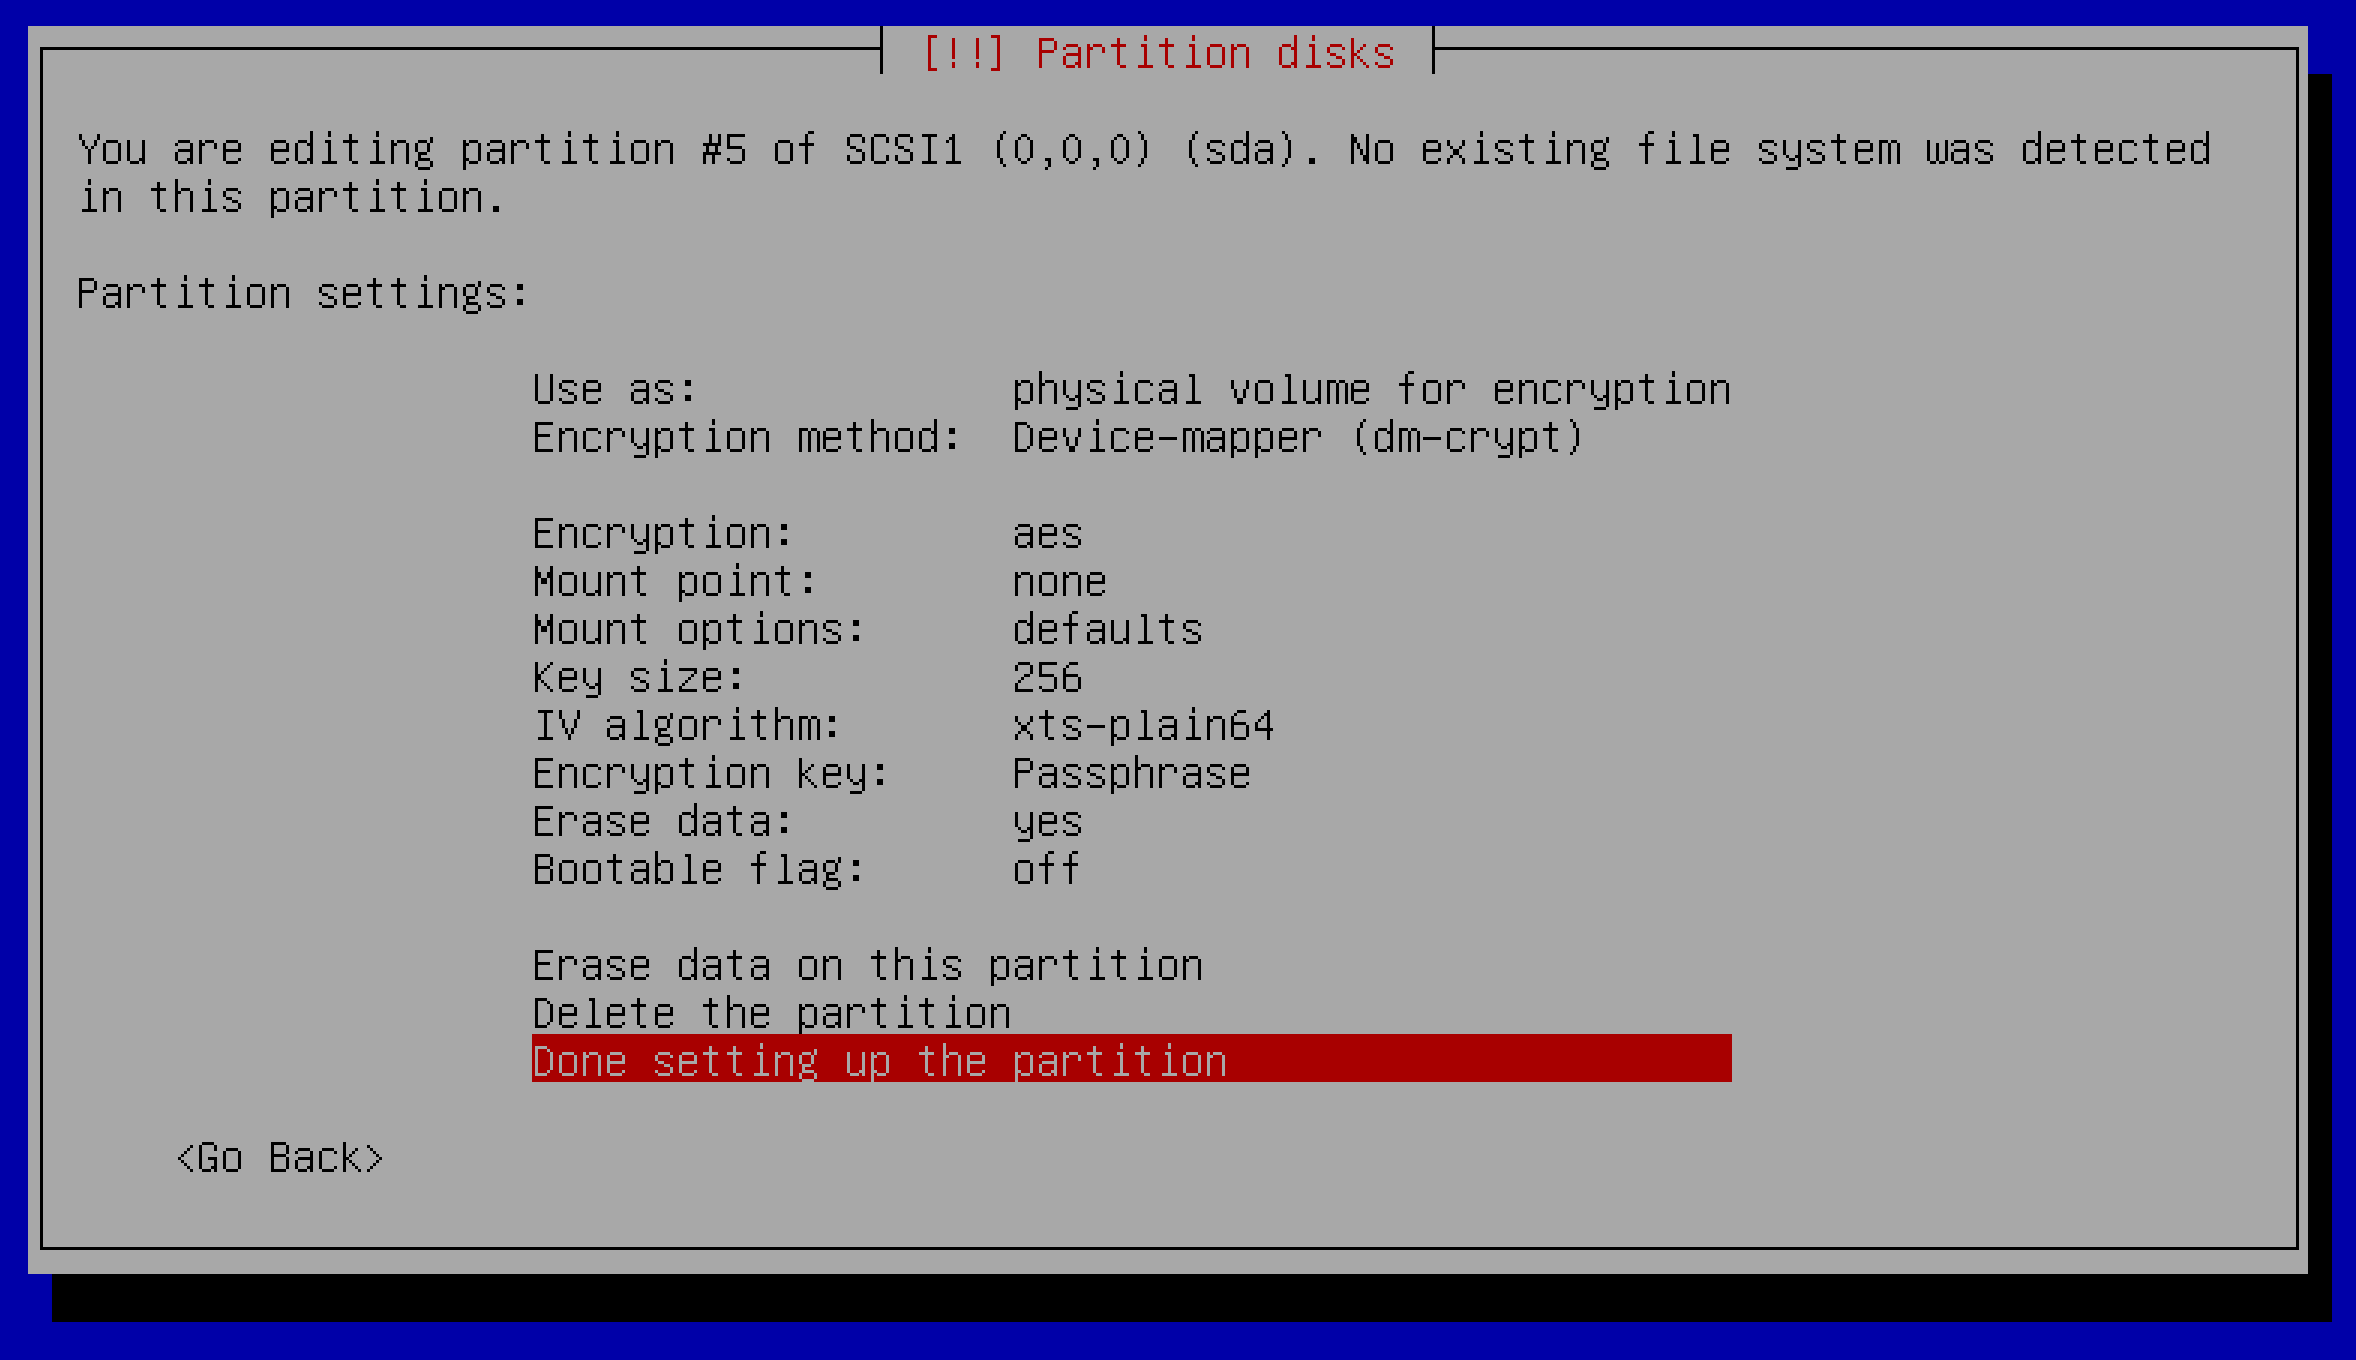 [!!] Partition disks
You are editing partition #5 of SCSI1 (0,0,0) (sda). No existing file system was detected
in this partition.
Partition settings:
Use as: physical volume for encryption
Encryption method: Device-mapper (dm-crypt)
Encryption: aes
Mount point: none
Mount options: defaults
Key size: 256
IV algorithm: xts-plain64
Encryption key: Passphrase
Erase data: yes
Bootable flag: off
Erase data on this partition
Delete the partition
Done setting up the partition
<Go Back>